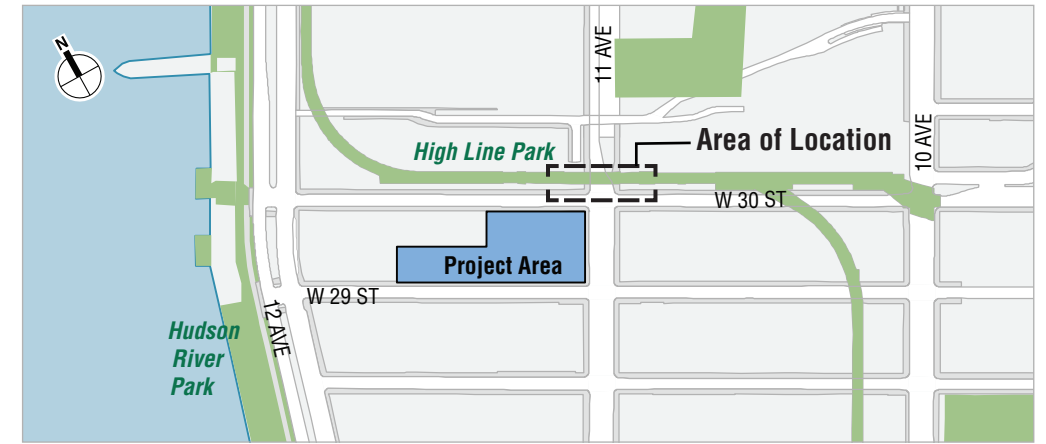 N
11 AVE
10 AVE
Area of Location
High Line Park
W 30 ST
Project Area
W 29 ST
12 AVE
Hudson
River
Park